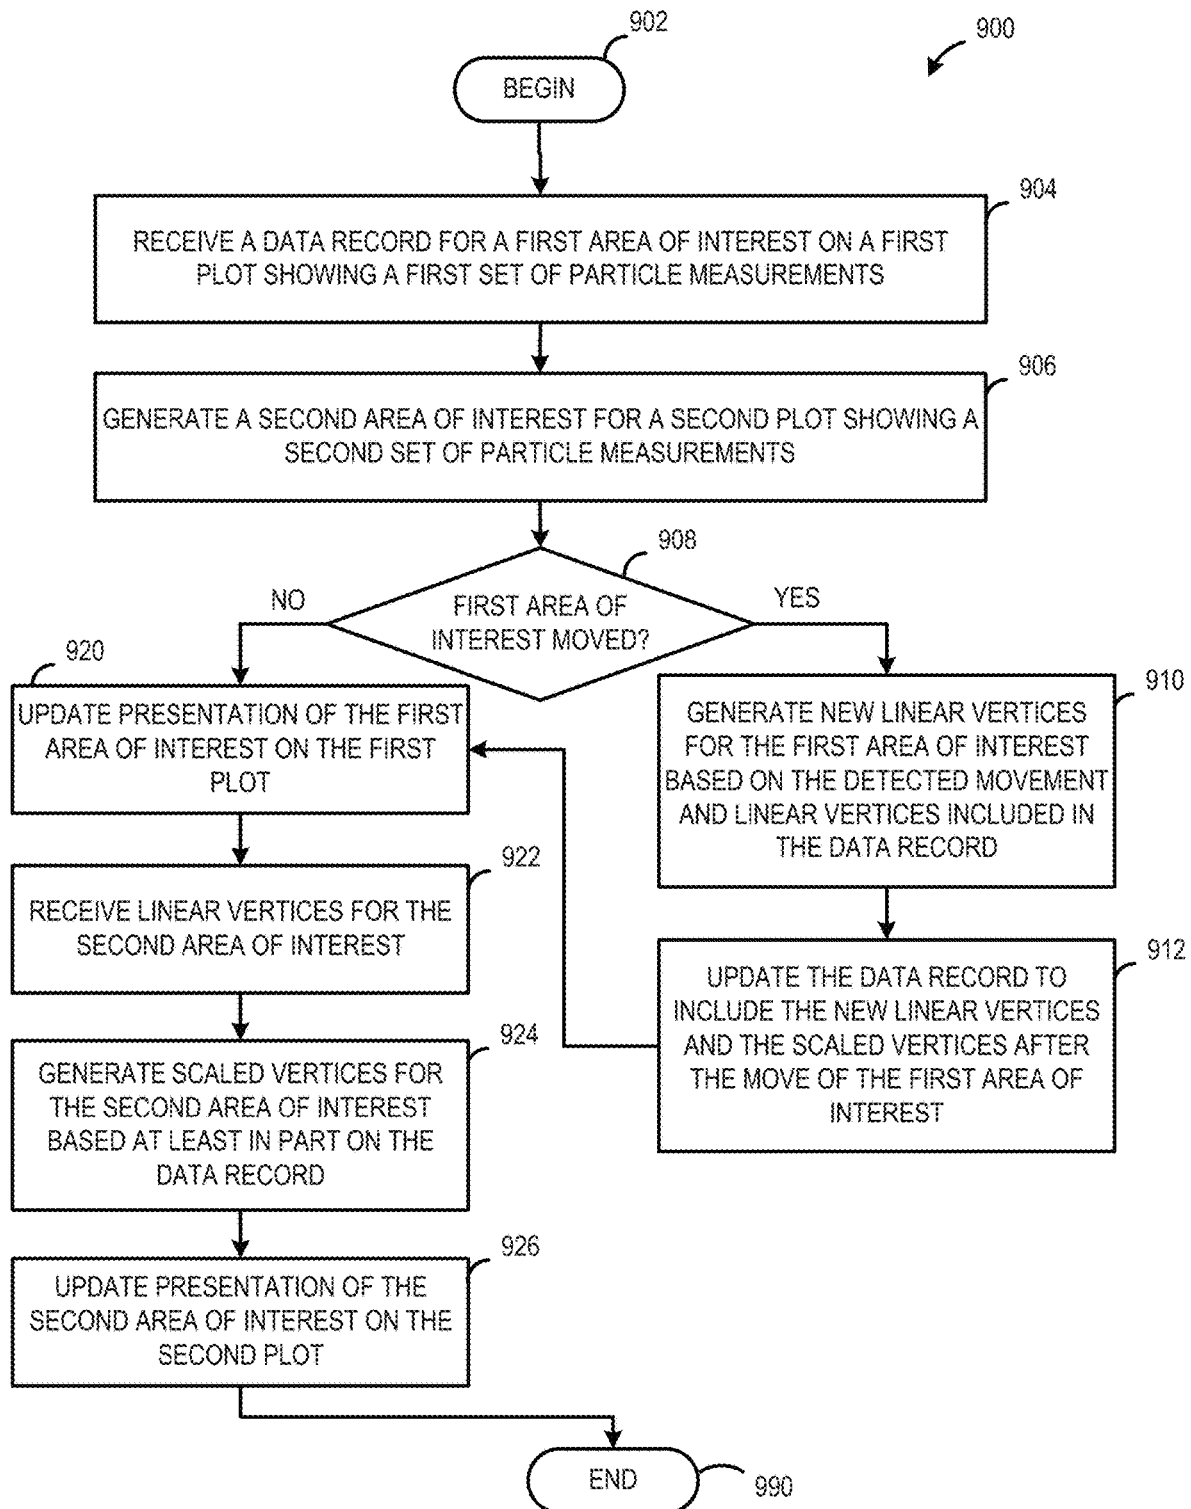 902
900
BEGIN
904
RECEIVE A DATA RECORD FOR A FIRST AREA OF INTEREST ON A FIRST
PLOT SHOWING A FIRST SET OF PARTICLE MEASUREMENTS
906
GENERATE A SECOND AREA OF INTEREST FOR A SECOND PLOT SHOWING A
SECOND SET OF PARTICLE MEASUREMENTS
908
NO
YES
FIRST AREA OF
INTEREST MOVED?
920
UPDATE PRESENTATION OF THE FIRST
AREA OF INTEREST ON THE FIRST
PLOT
910
GENERATE NEW LINEAR VERTICES
FOR THE FIRST AREA OF INTEREST
BASED ON THE DETECTED MOVEMENT
AND LINEAR VERTICES INCLUDED IN
THE DATA RECORD
922
RECEIVE LINEAR VERTICES FOR THE
SECOND AREA OF INTEREST
912
UPDATE THE DATA RECORD TO
INCLUDE THE NEW LINEAR VERTICES
AND THE SCALED VERTICES AFTER
THE MOVE OF THE FIRST AREA OF
INTEREST
924
GENERATE SCALED VERTICES FOR
THE SECOND AREA OF INTEREST
BASED AT LEAST IN PART ON THE
DATA RECORD
926
UPDATE PRESENTATION OF THE
SECOND AREA OF INTEREST ON THE
SECOND PLOT
END
990